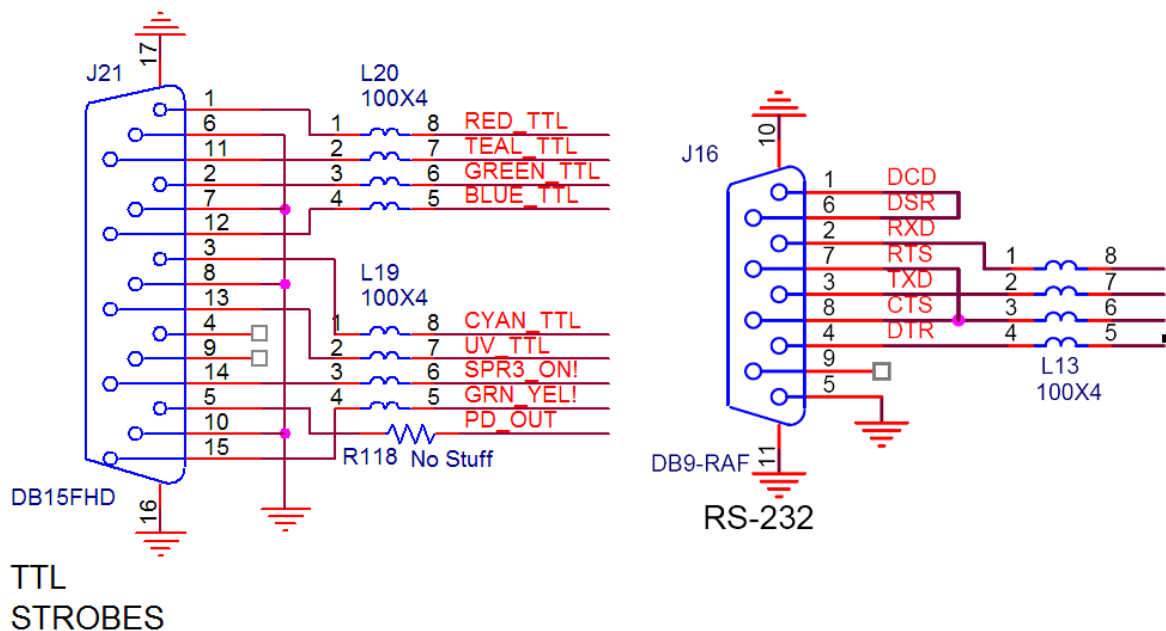 17
J21
1
6
11
2
7
12
3
8
13
4
9
14
5
10
15
16
DB15FHD
L20
100X4
1 8 RED_TTL
2 7 TEAL_TTL
3 6 GREEN_TTL
4 5 BLUE_TTL
L19
100X4
1 8 CYAN_TTL
2 7 UV_TTL
3 6 SPR3_ON!
4 5 GRN_YEL!
PD_OUT
R118 No Stuff
TTL
STROBES
10
J16
1 DCD
6 DSR
2 RXD
7 RTS
3 TXD
8 CTS
4 DTR
9
5
1 8
2 7
3 6
4 5
L13
100X4
DB9-RAF
11
RS-232